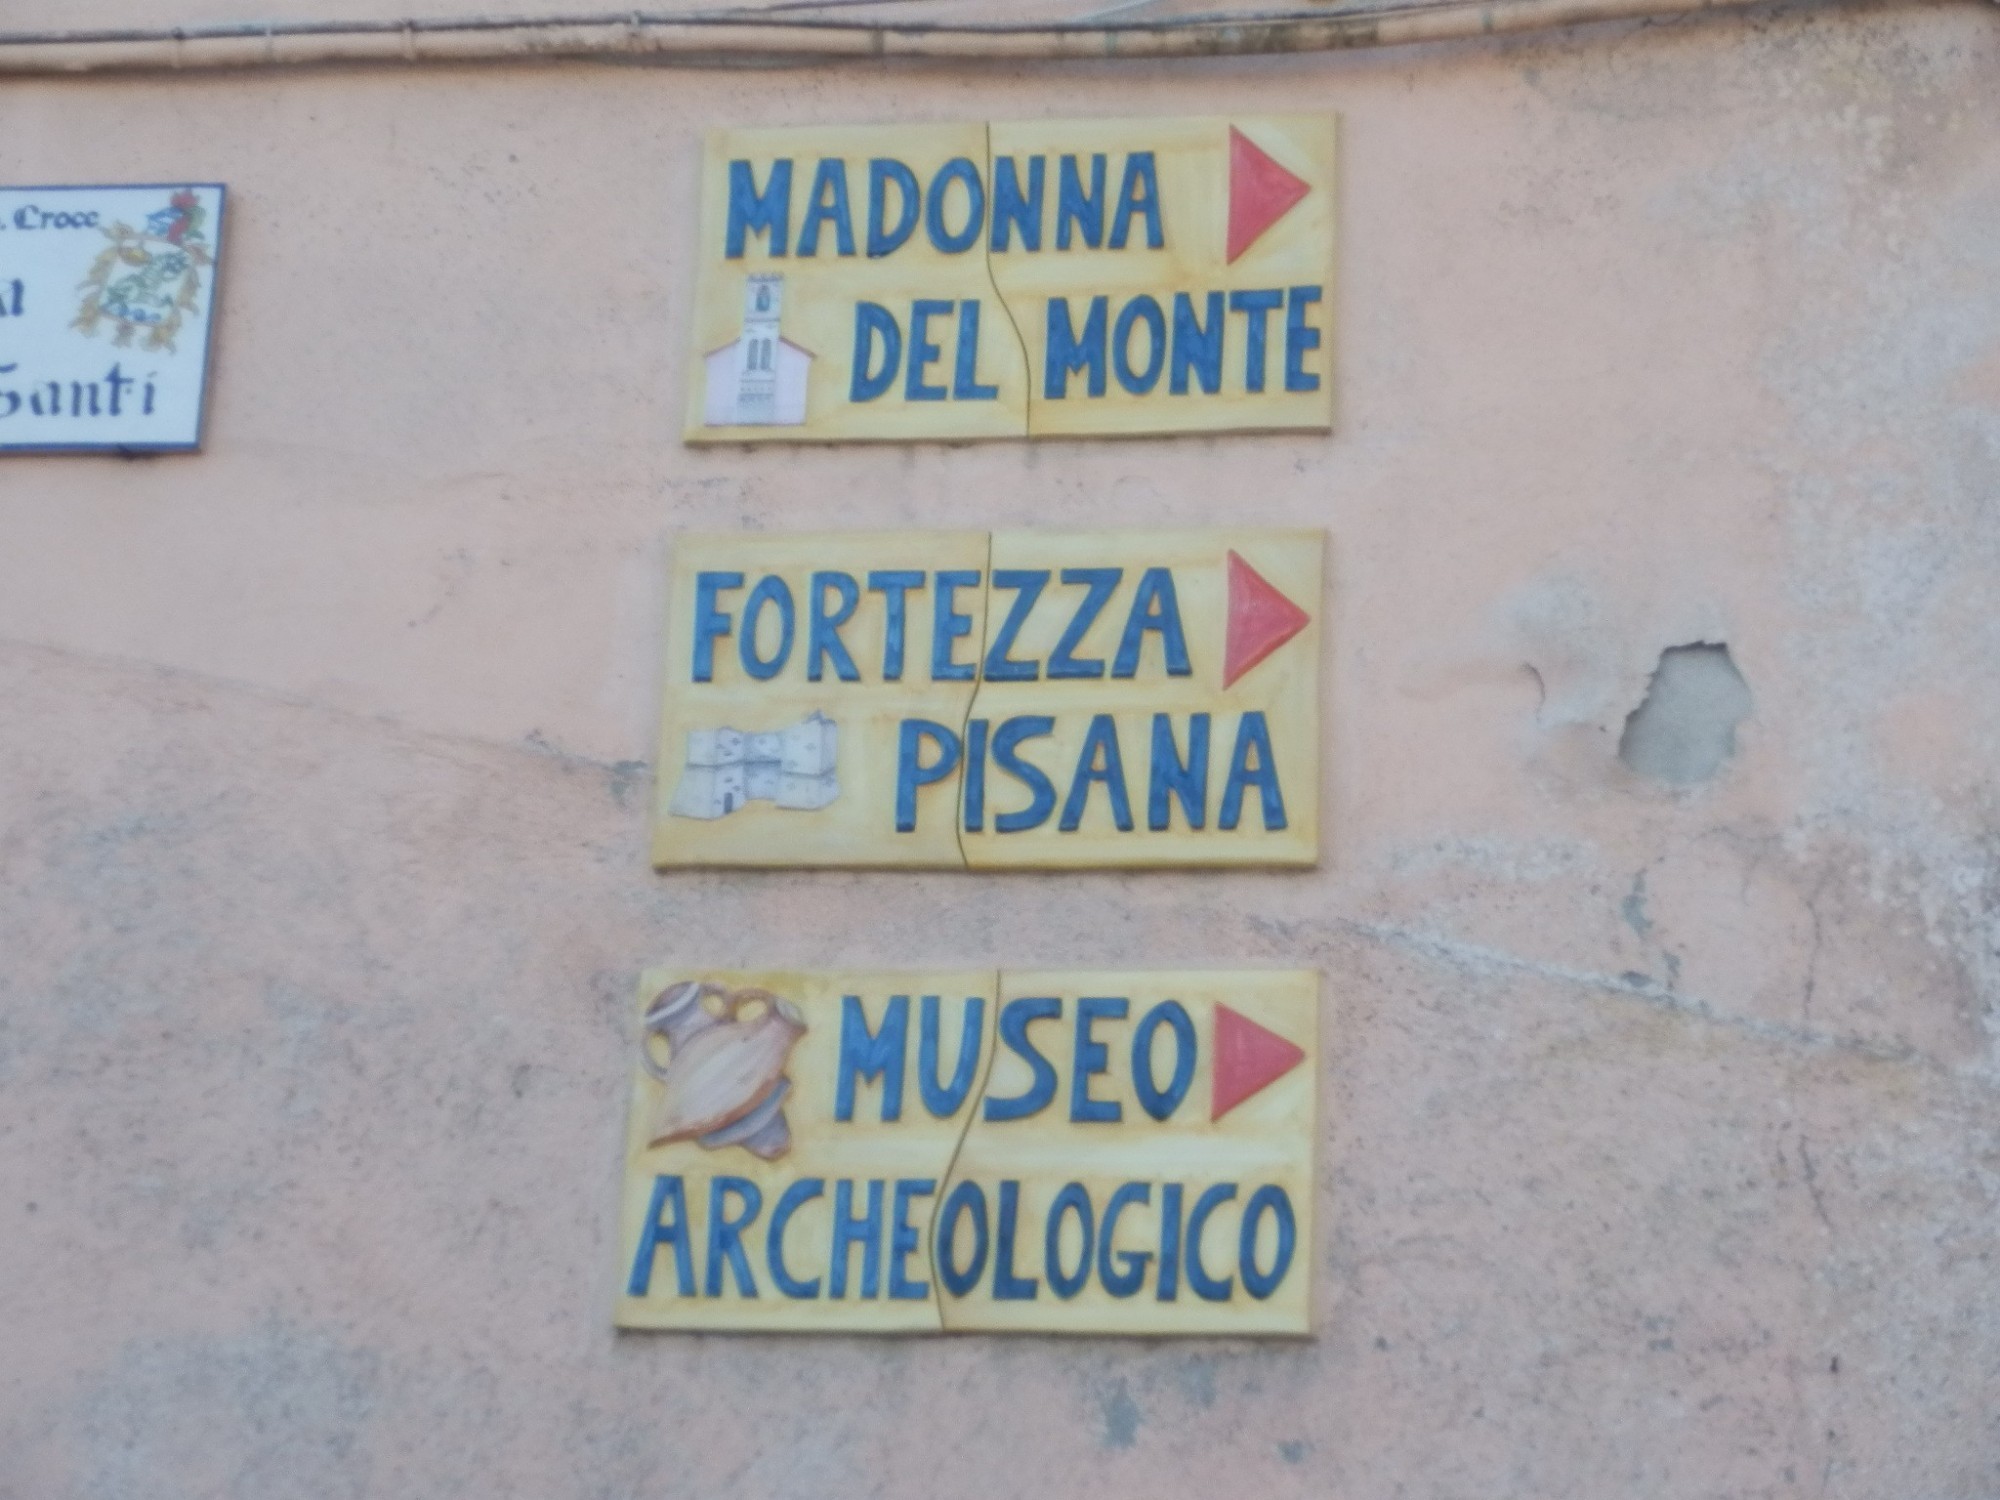 Croce
Santi
MADONNA
DEL MONTE
FORTEZZA
PISANA
MUSEO
ARCHEOLOGICO